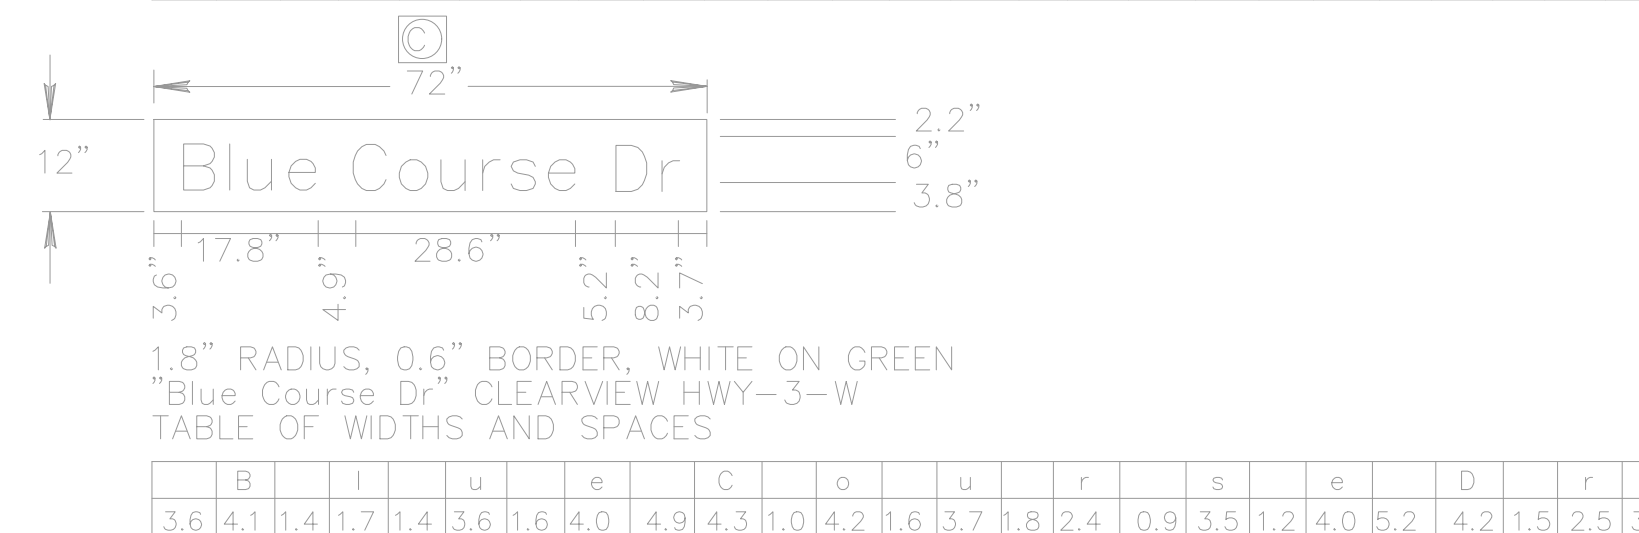 C
72”
2.2”
12” Blue Course Dr 6”
3.8”
17.8” 28.6”
3.6” 4.9” 5.2” 8.2” 3.7”
1.8” RADIUS, 0.6” BORDER, WHITE ON GREEN
”Blue Course Dr” CLEARVIEW HWY-3-W
TABLE OF WIDTHS AND SPACES
B l u e C o u r s e D r
3.6 4.1 1.4 1.7 1.4 3.6 1.6 4.0 4.9 4.3 1.0 4.2 1.6 3.7 1.8 2.4 0.9 3.5 1.2 4.0 5.2 4.2 1.5 2.5